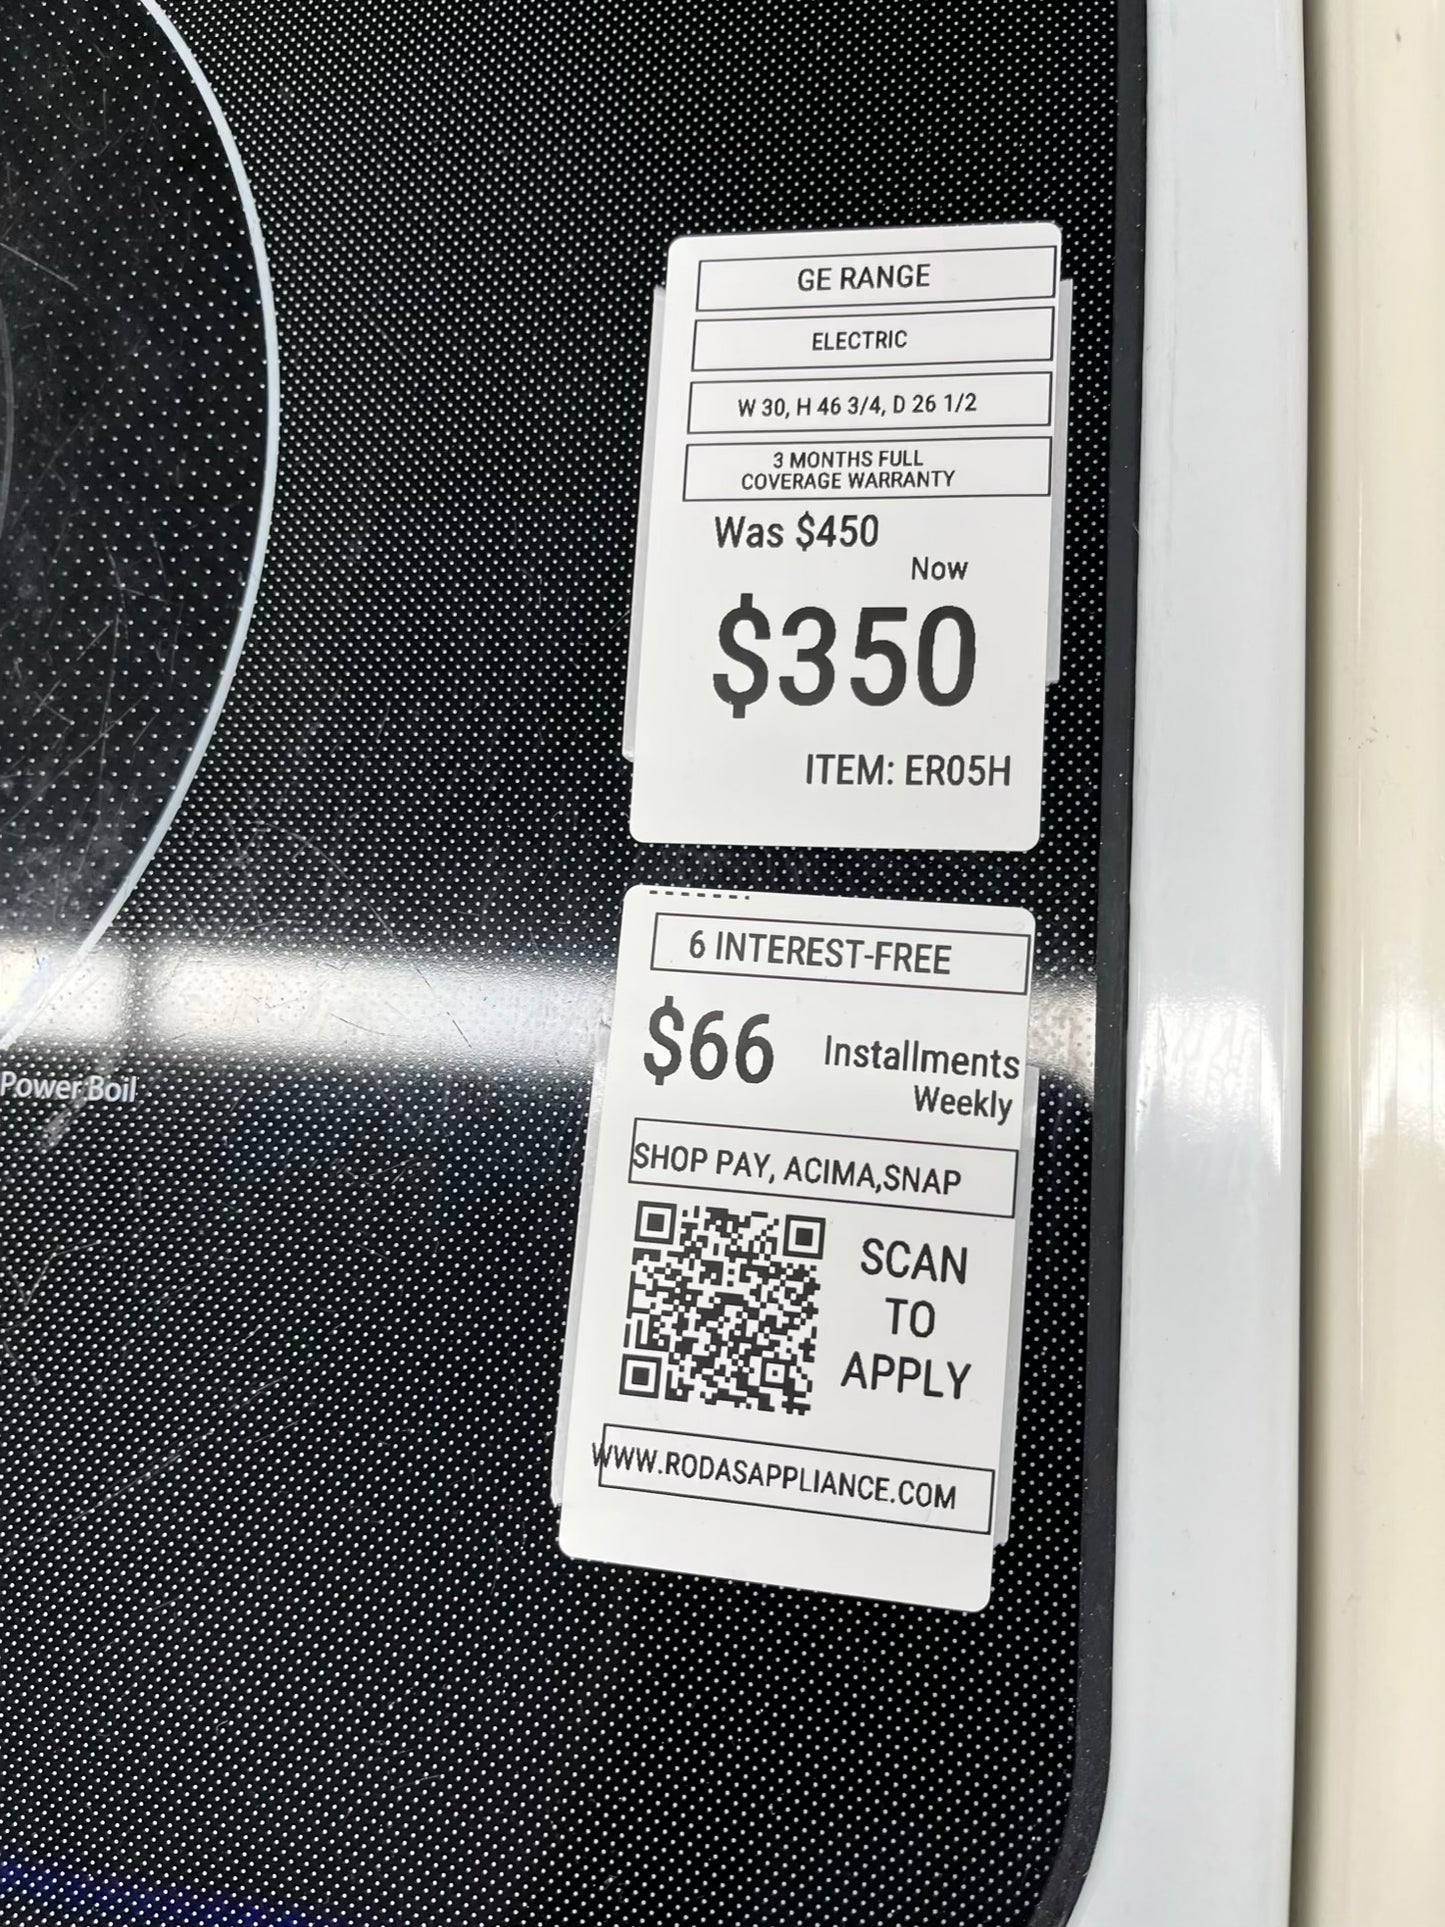 GE RANGE
ELECTRIC
W 30, H 46 3/4, D 26 1/2
3 MONTHS FULL
COVERAGE WARRANTY
Was $450
Now
$350
ITEM: ER05H
6 INTEREST-FREE
$66 Installments
Weekly
SHOP PAY, ACIMA,SNAP
SCAN
TO
APPLY
WWW.RODASAPPLIANCE.COM
Power Boil